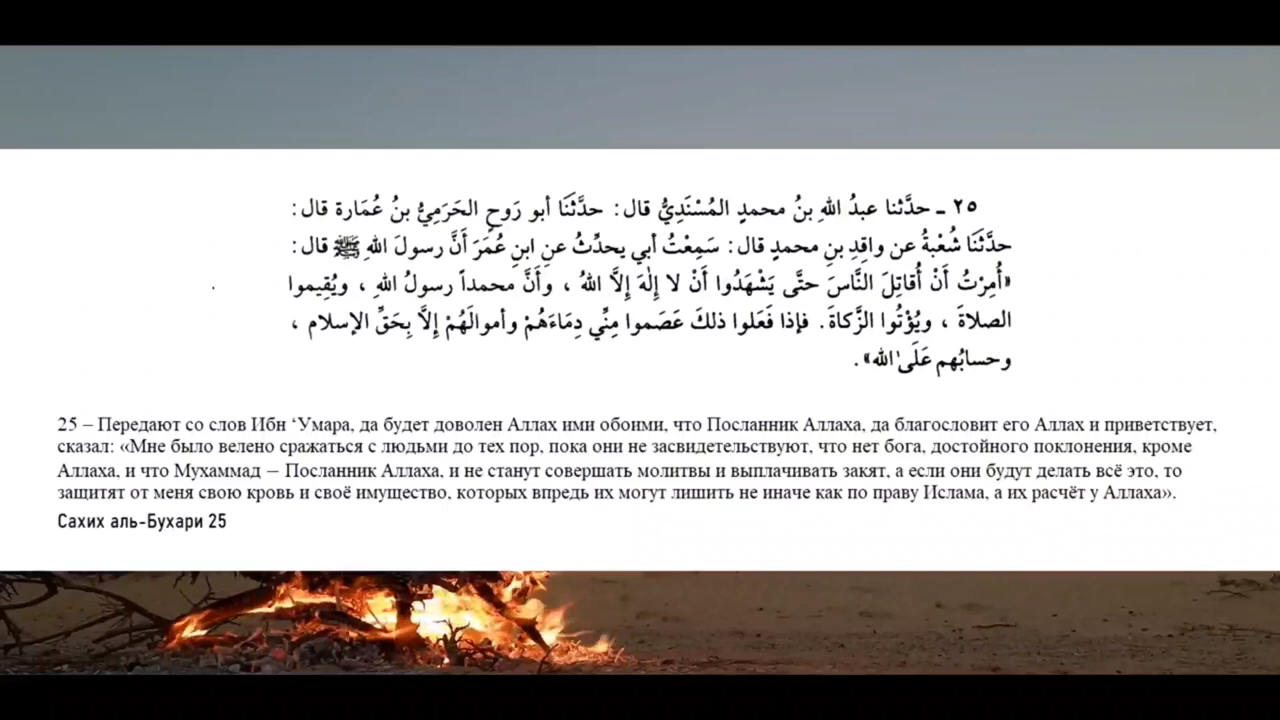 ٢٥ ـ حدَّثنا عبدُ اللهِ بنُ محمدٍ المُسْنَدِيُّ قال: حدَّثَنَا أبو رَوحٍ الحَرَمِيُّ بنُ عُمَارة قال:
حدَّثَنَا شُعْبةُ عن واقِدِ بنِ محمدٍ قال: سَمِعْتُ أبي يحدِّثُ عنِ ابنِ عُمَرَ أَنَّ رسولَ اللهِ ﷺ قال:
«أُمِرْتُ أَنْ أُقاتِلَ النَّاسَ حتَّى يَشْهَدُوا أَنْ لا إِلٰهَ إِلَّا اللهُ ، وأَنَّ محمداً رسولُ اللهِ ، ويُقِيموا
الصلاةَ ، ويُؤْتُوا الزَّكاةَ. فإذا فَعَلوا ذلكَ عَصَموا مِنِّي دِمَاءَهُمْ وأموالَهُمْ إِلَّا بِحَقِّ الإسلام ،
وحسابُهم عَلَى الله».
25 – Передают со слов Ибн ‘Умара, да будет доволен Аллах ими обоими, что Посланник Аллаха, да благословит его Аллах и приветствует,
сказал: «Мне было велено сражаться с людьми до тех пор, пока они не засвидетельствуют, что нет бога, достойного поклонения, кроме
Аллаха, и что Мухаммад – Посланник Аллаха, и не станут совершать молитвы и выплачивать закят, а если они будут делать всё это, то
защитят от меня свою кровь и своё имущество, которых впредь их могут лишить не иначе как по праву Ислама, а их расчёт у Аллаха».
Сахих аль-Бухари 25